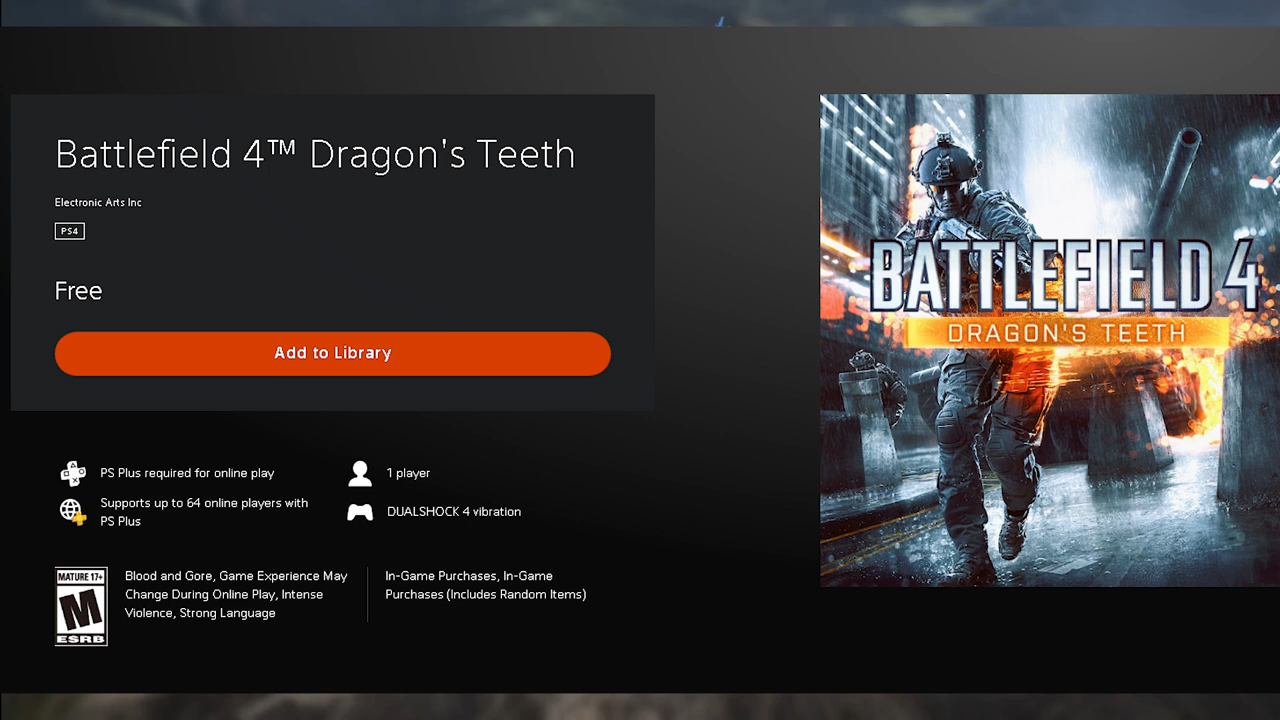 Battlefield 4™ Dragon's Teeth
Electronic Arts Inc
PS4
Free
Add to Library
PS Plus required for online play
1 player
Supports up to 64 online players with
PS Plus
DUALSHOCK 4 vibration
MATURE 17+
M
ESRB
Blood and Gore, Game Experience May
Change During Online Play, Intense
Violence, Strong Language
In-Game Purchases, In-Game
Purchases (Includes Random Items)
BATTLEFIELD 4
DRAGON'S TEETH